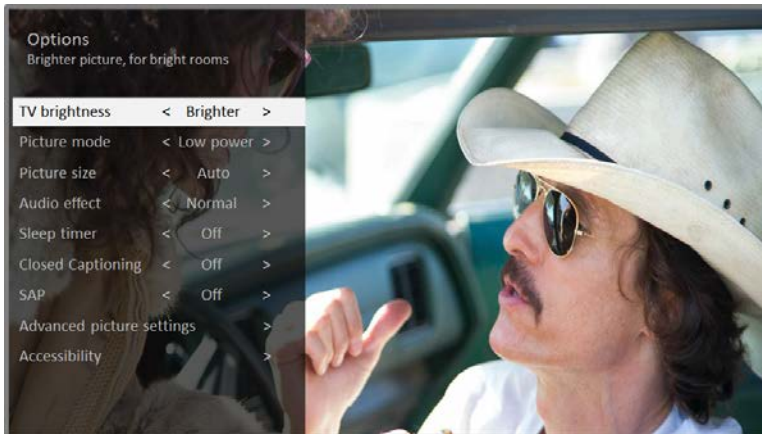 Options
Brighter picture, for bright rooms
TV brightness < Brighter >
Picture mode < Low power >
Picture size < Auto >
Audio effect < Normal >
Sleep timer < Off >
Closed Captioning < Off >
SAP < Off >
Advanced picture settings >
Accessibility >